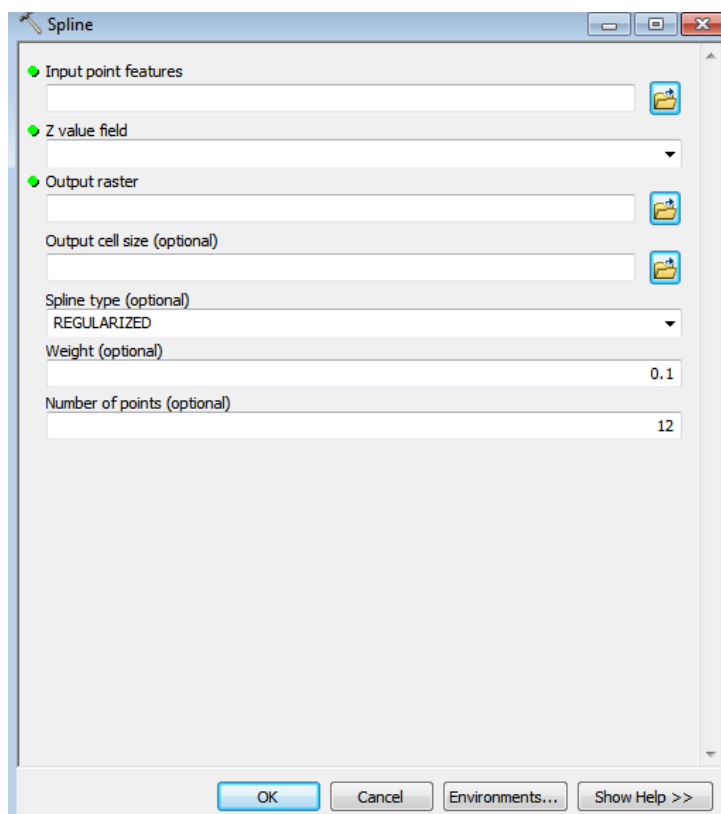 Spline
Input point features
Z value field
Output raster
Output cell size (optional)
Spline type (optional)
REGULARIZED
Weight (optional)
0.1
Number of points (optional)
12
OK Cancel Environments... Show Help >>